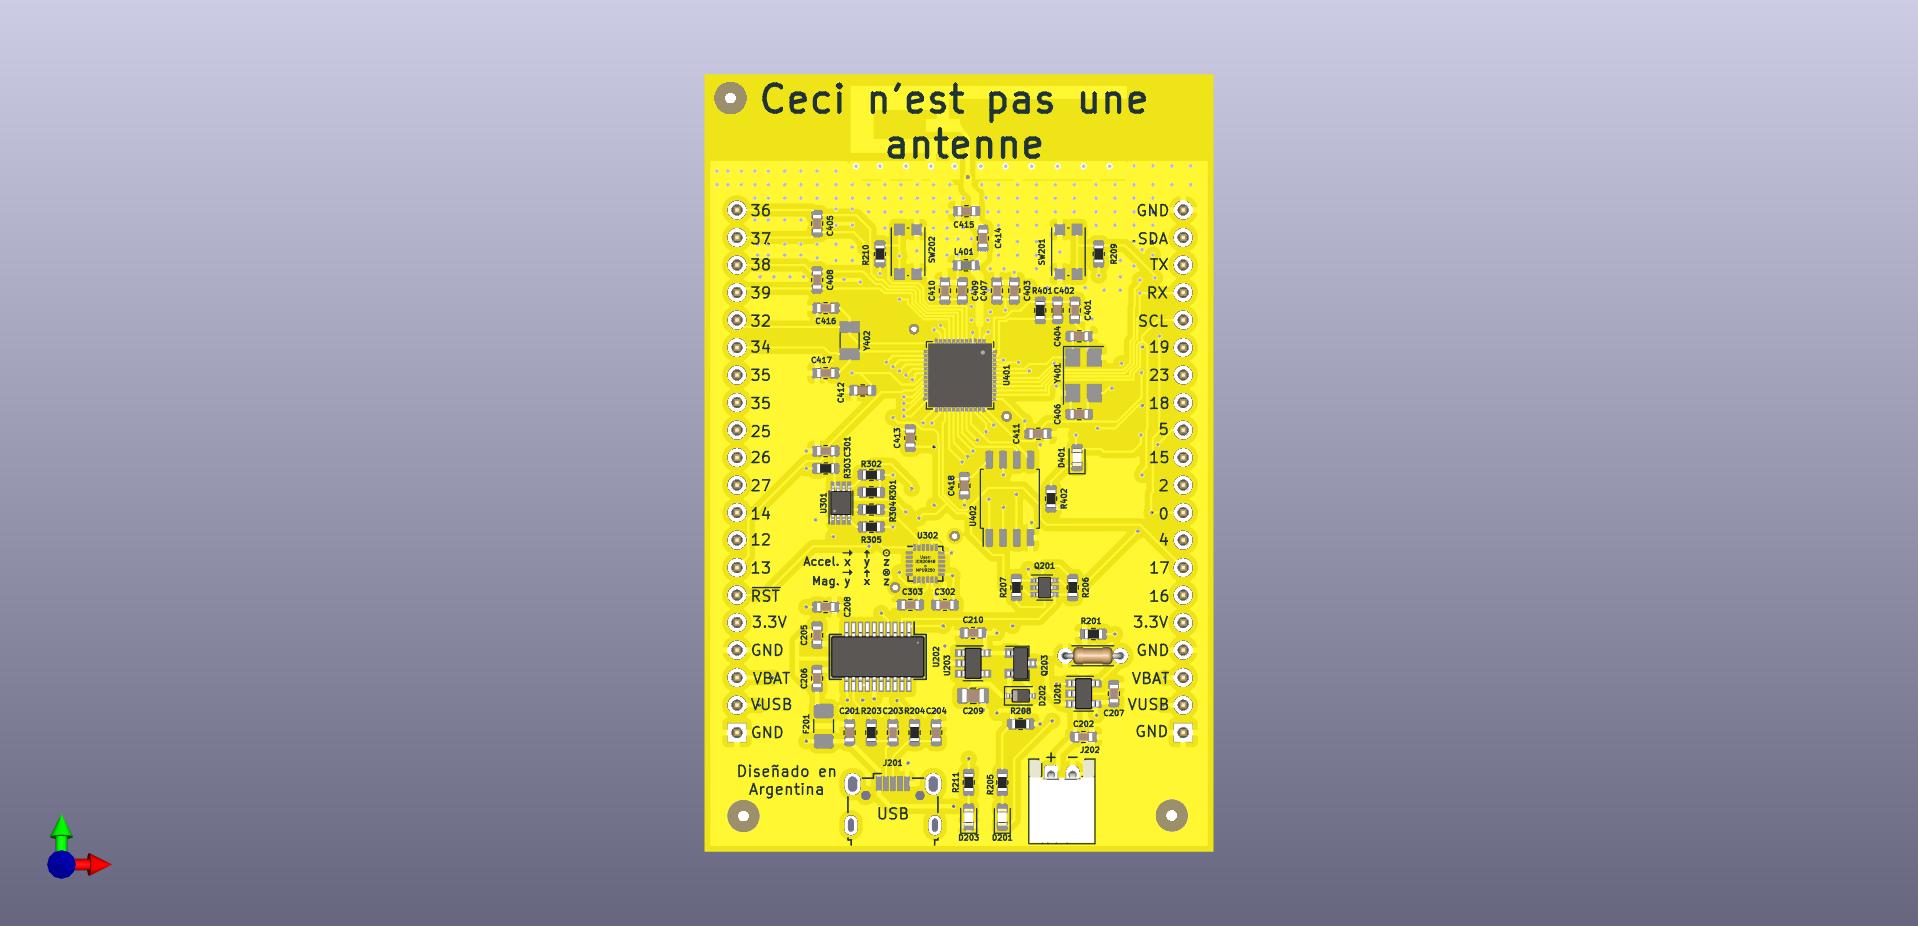 Ceci n'est pas une
antenne
36
GND
C405
C415
C414
37
SDA
R210
SW202
L401
SW201
R209
38
TX
C408
39
RX
C410
C409
C407
C403
R401
C402
C401
C416
32
SCL
Y402
C404
34
19
C417
U401
Y401
35
23
C412
35
18
C406
25
5
C413
C411
26
15
C301
R303
R302
D401
27
2
U301
R301
R304
C418
R402
14
0
U402
R305
12
4
U302
Accel. x y z
Mag. y x z
13
17
Q201
R207
R206
RST
16
C208
C303
C302
3.3V
3.3V
C205
C210
R201
GND
GND
U202
U203
Q203
VBAT
VBAT
C206
D202
U201
VUSB
VUSB
C201
R203
C203
R204
C204
C209
R208
C207
GND
GND
F201
C202
J202
+ −
J201
Diseñado en
Argentina
R211
R205
USB
D203
D201